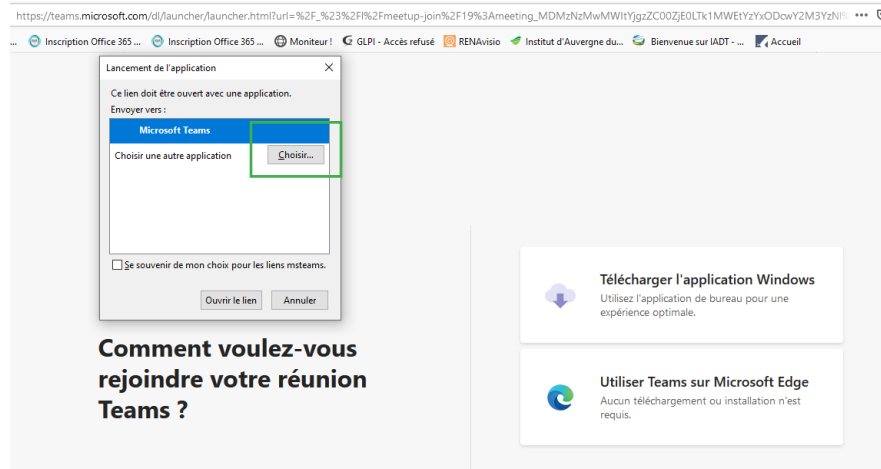 https://teams.microsoft.com/dl/launcher/launcher.html?url=%2F_%23%2Fl%2Fmeetup-join%2F19%3Ameeting_MDMzNzMwMWItYjgzZC00ZjE0LTk1MWEtYzYxODcwY2M3YzNl%
... Inscription Office 365 ... Inscription Office 365 ... Moniteur ! GLPI - Accès refusé RENAvisio Institut d'Auvergne du... Bienvenue sur IADT - ... Accueil
Lancement de l'application
Ce lien doit être ouvert avec une application.
Envoyer vers :
Microsoft Teams
Choisir une autre application Choisir...
Se souvenir de mon choix pour les liens msteams.
Ouvrir le lien Annuler
Comment voulez-vous
rejoindre votre réunion
Teams ?
Télécharger l'application Windows
Utilisez l'application de bureau pour une
expérience optimale.
Utiliser Teams sur Microsoft Edge
Aucun téléchargement ou installation n'est
requis.